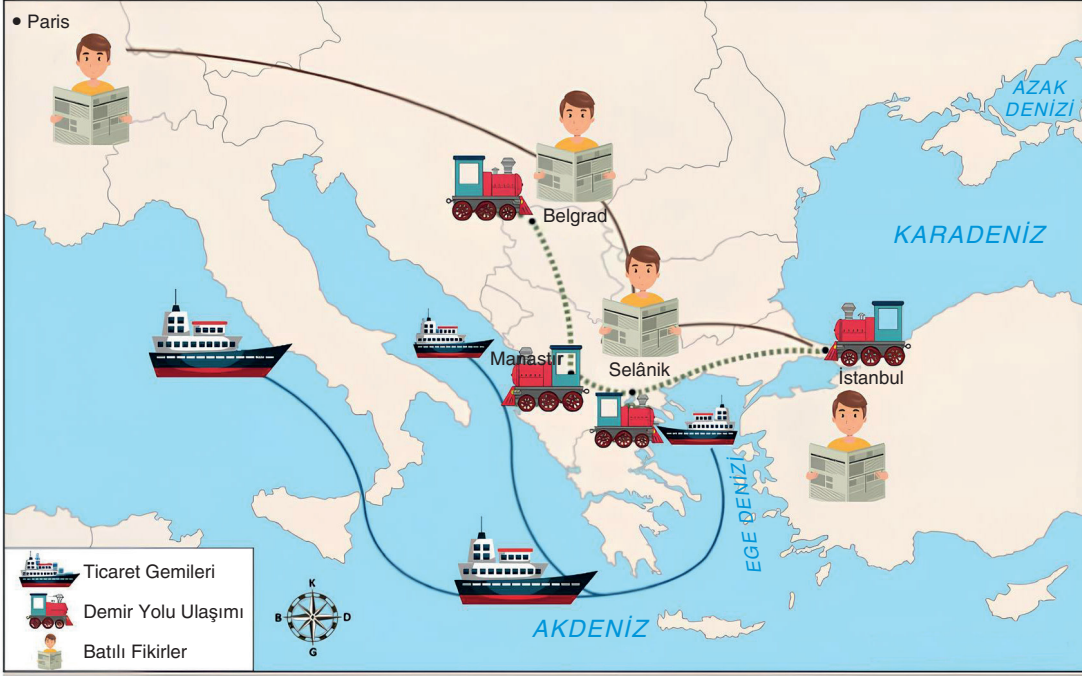 • Paris
AZAK
DENİZİ
Belgrad
KARADENİZ
Manastır
Selânik
İstanbul
EGE DENİZİ
Ticaret Gemileri
Demir Yolu Ulaşımı
Batılı Fikirler
K
B
D
G
AKDENİZ